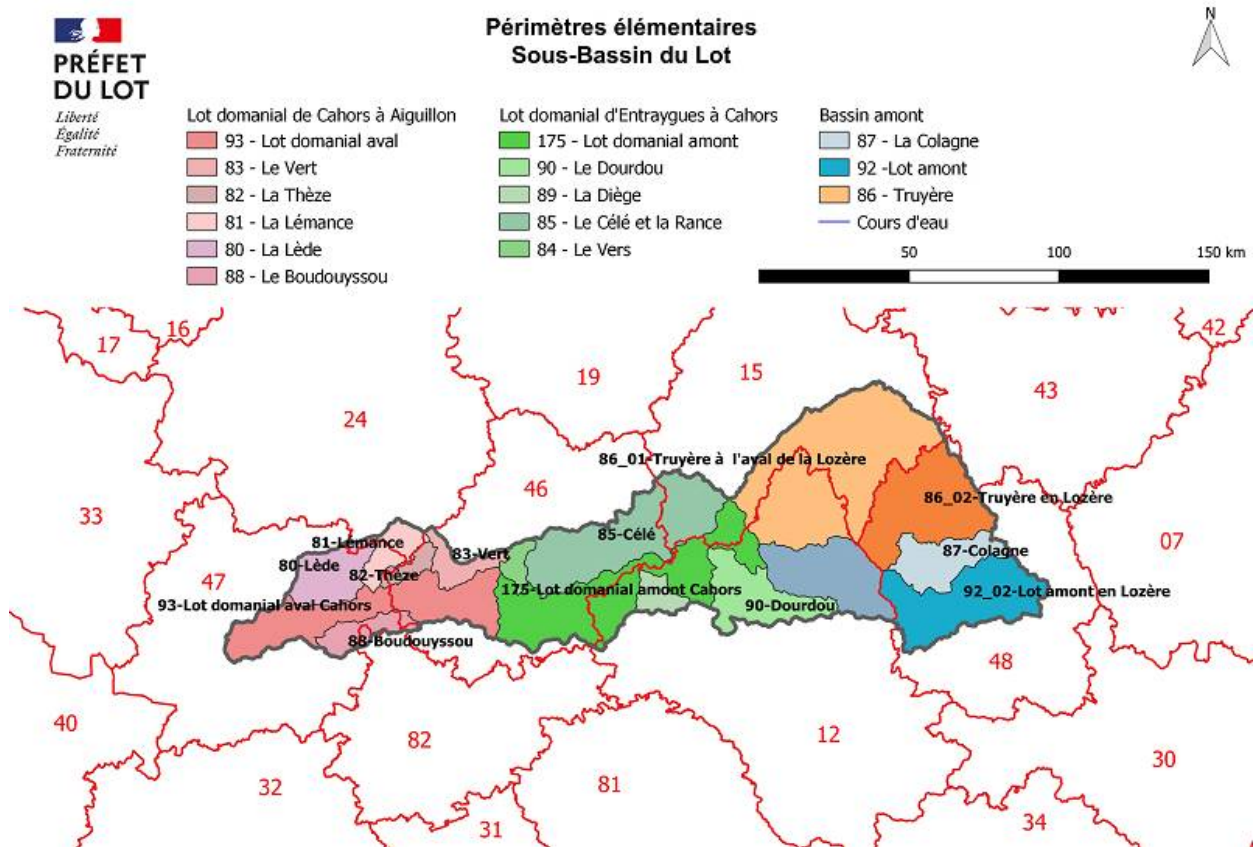 Périmètres élémentaires
Sous-Bassin du Lot
N
PRÉFET
DU LOT
Liberté
Égalité
Fraternité
Lot domanial de Cahors à Aiguillon
93 - Lot domanial aval
83 - Le Vert
82 - La Thèze
81 - La Lémance
80 - La Lède
88 - Le Boudouyssou
Lot domanial d'Entraygues à Cahors
175 - Lot domanial amont
90 - Le Dourdou
89 - La Diège
85 - Le Célé et la Rance
84 - Le Vers
Bassin amont
87 - La Colagne
92 -Lot amont
86 - Truyère
Cours d'eau
50 100 150 km
16
17
42
19
15
43
24
86_01-Truyère à l'aval de la Lozère
46
86_02-Truyère en Lozère
33
07
81-Lémance
85-Célé
83-Vert
87-Colagne
80-Lède
82-Thèze
47
175-Lot domanial amont Cahors
92_02-Lot amont en Lozère
93-Lot domanial aval Cahors
90-Dourdou
88-Boudouyssou
48
40
82
12
30
32
81
31
34